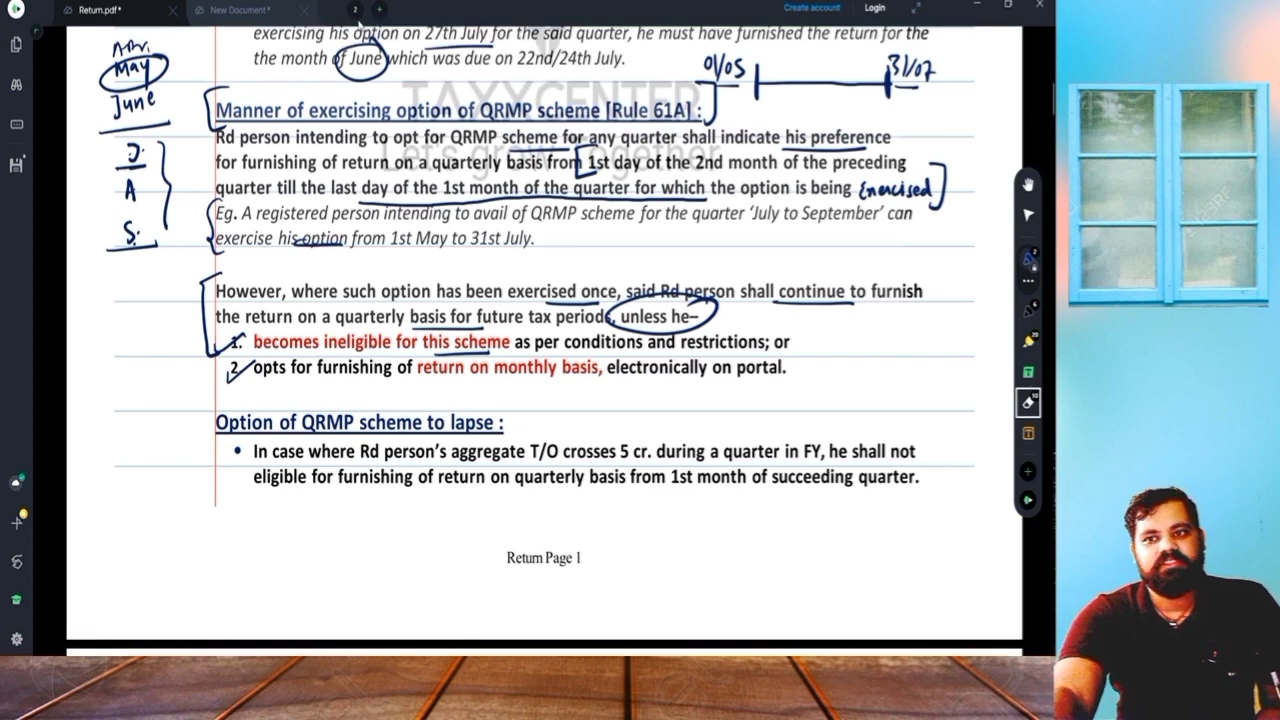 Return.pdf*
New Document*
2
Create account
Login
exercising his option on 27th July for the said quarter, he must have furnished the return for the
the month of June which was due on 22nd/24th July.
May
June
01/05
31/07
TAXXCENTER
Let's grow together
Manner of exercising option of QRMP scheme [Rule 61A] :
Rd person intending to opt for QRMP scheme for any quarter shall indicate his preference
for furnishing of return on a quarterly basis from 1st day of the 2nd month of the preceding
quarter till the last day of the 1st month of the quarter for which the option is being Exercised
J
A
S
Eg. A registered person intending to avail of QRMP scheme for the quarter 'July to September' can
exercise his option from 1st May to 31st July.
However, where such option has been exercised once, said Rd person shall continue to furnish
the return on a quarterly basis for future tax periods, unless he–
1. becomes ineligible for this scheme as per conditions and restrictions; or
2. opts for furnishing of return on monthly basis, electronically on portal.
Option of QRMP scheme to lapse :
• In case where Rd person's aggregate T/O crosses 5 cr. during a quarter in FY, he shall not
eligible for furnishing of return on quarterly basis from 1st month of succeeding quarter.
Return Page 1